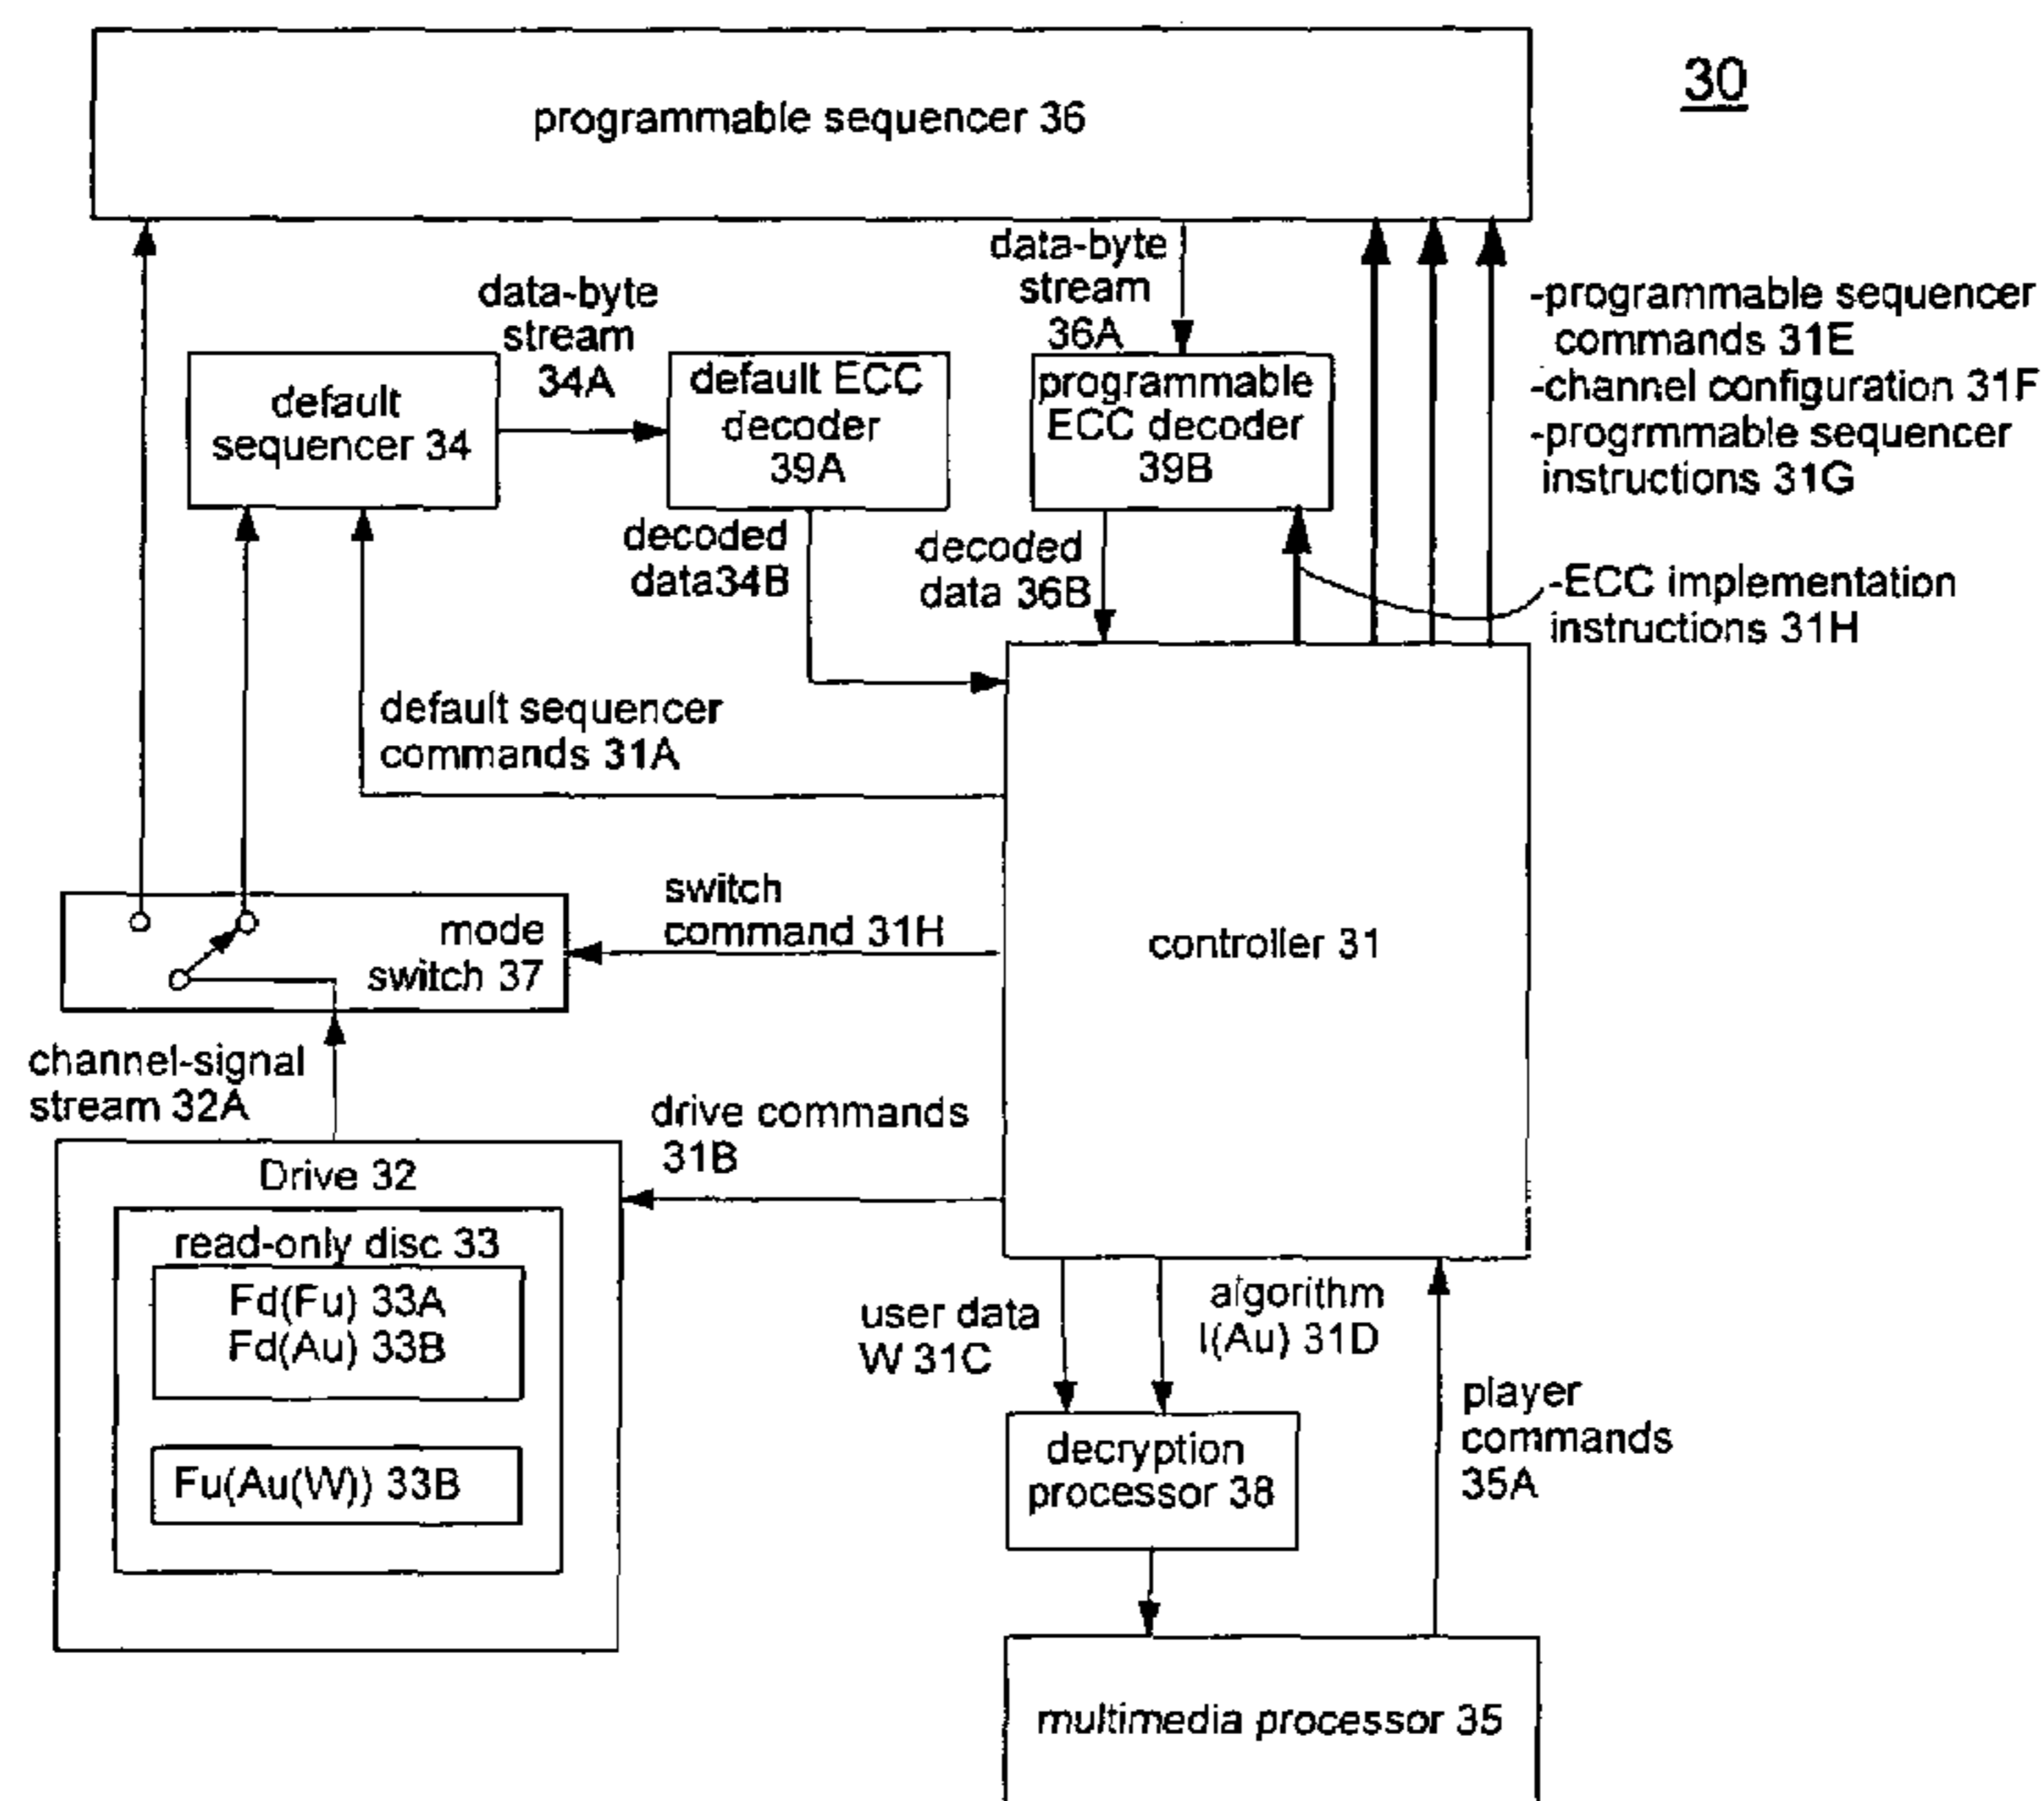 30
programmable sequencer 36
data-byte
stream
34A
data-byte
stream
36A
default
sequencer 34
default ECC
decoder
39A
programmable
ECC decoder
39B
-programmable sequencer
commands 31E
-channel configuration 31F
-progrmmable sequencer
instructions 31G
decoded
data34B
decoded
data 36B
-ECC implementation
instructions 31H
default sequencer
commands 31A
mode
switch 37
switch
command 31H
controller 31
channel-signal
stream 32A
drive commands
31B
Drive 32
read-only disc 33
Fd(Fu) 33A
Fd(Au) 33B
Fu(Au(W)) 33B
user data
W 31C
algorithm
I(Au) 31D
player
commands
35A
decryption
processor 38
multimedia processor 35